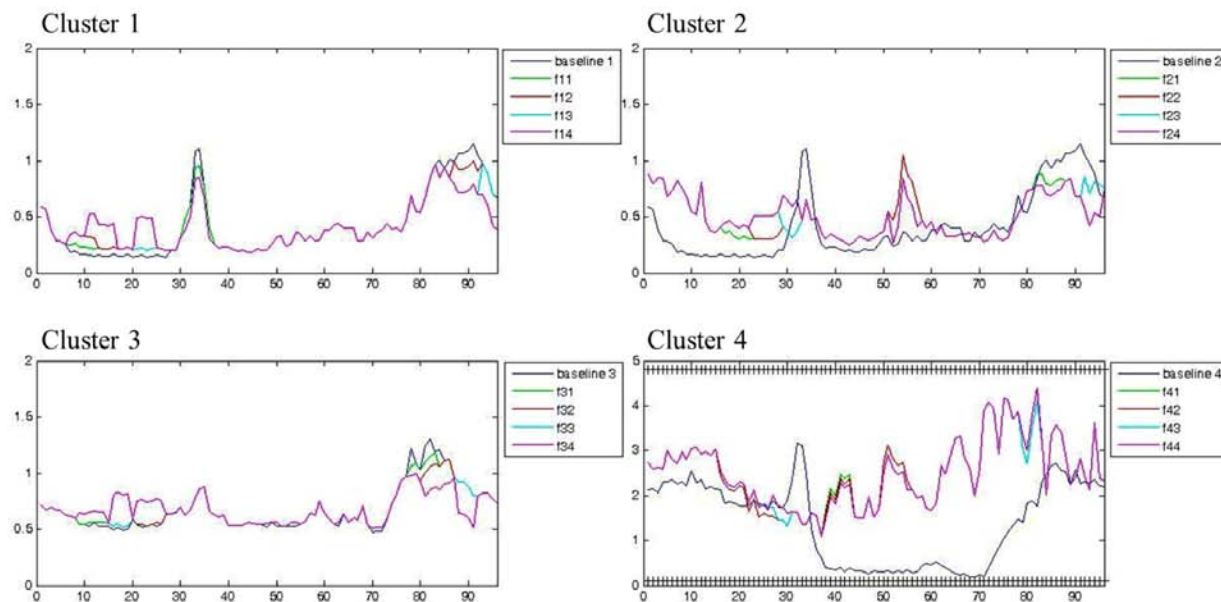 Cluster 1
2
1.5
1
0.5
0
0 10 20 30 40 50 60 70 80 90
baseline 1
f11
f12
f13
f14
Cluster 2
2
1.5
1
0.5
0
0 10 20 30 40 50 60 70 80 90
baseline 2
f21
f22
f23
f24
Cluster 3
2
1.5
1
0.5
0
0 10 20 30 40 50 60 70 80 90
baseline 3
f31
f32
f33
f34
Cluster 4
5
4
3
2
1
0
0 10 20 30 40 50 60 70 80 90
baseline 4
f41
f42
f43
f44